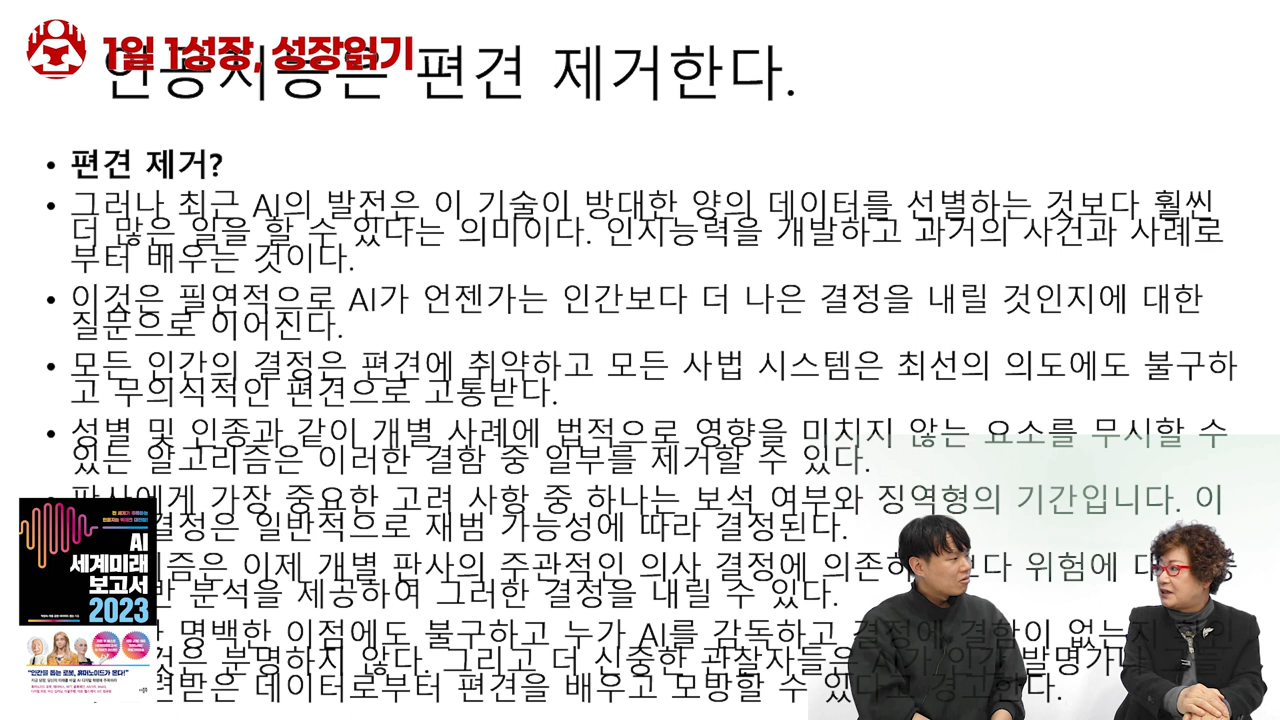 1일 1성장, 성장읽기
인공지능은 편견 제거한다.
• 편견 제거?
• 그러나 최근 AI의 발전은 이 기술이 방대한 양의 데이터를 선별하는 것보다 훨씬
더 많은 일을 할 수 있다는 의미이다. 인지능력을 개발하고 과거의 사건과 사례로
부터 배우는 것이다.
• 이것은 필연적으로 AI가 언젠가는 인간보다 더 나은 결정을 내릴 것인지에 대한
질문으로 이어진다.
• 모든 인간의 결정은 편견에 취약하고 모든 사법 시스템은 최선의 의도에도 불구하
고 무의식적인 편견으로 고통받다.
• 성별 및 인종과 같이 개별 사례에 법적으로 영향을 미치지 않는 요소를 무시할 수
있는 알고리즘은 이러한 결함 중 일부를 제거할 수 있다.
판사에게 가장 중요한 고려 사항 중 하나는 보석 여부와 징역형의 기간입니다. 이
결정은 일반적으로 재범 가능성에 따라 결정된다.
이제 개별 판사의 주관적인 의사 결정에 의존하 위험에
분석을 제공하여 그러한 결정을 내릴 수 있다.
명백한 이점에도 불구하고 누가 AI를 감독하고 결정에 결함이 없는지
분명하지 않다. 그리고 더 신중한 관찰자들은
데이터로부터 편견을 배우고 모방할 수
AI
세계미래
보고서
2023
"인간을 돕는 로봇, 휴머노이드가 온다!"